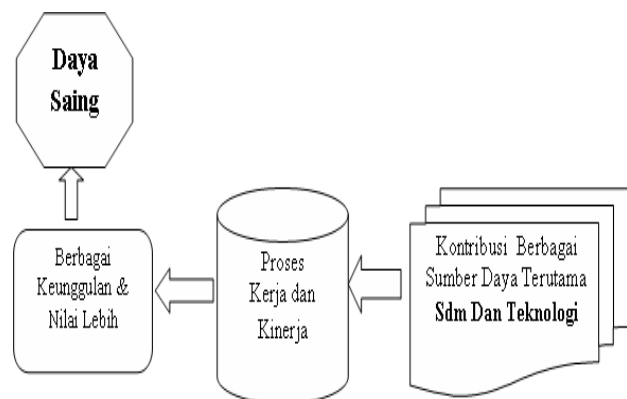 Daya
Saing
Berbagai
Keunggulan &
Nilai Lebih
Proses
Kerja dan
Kinerja
Kontribusi Berbagai
Sumber Daya Terutama
Sdm Dan Teknologi